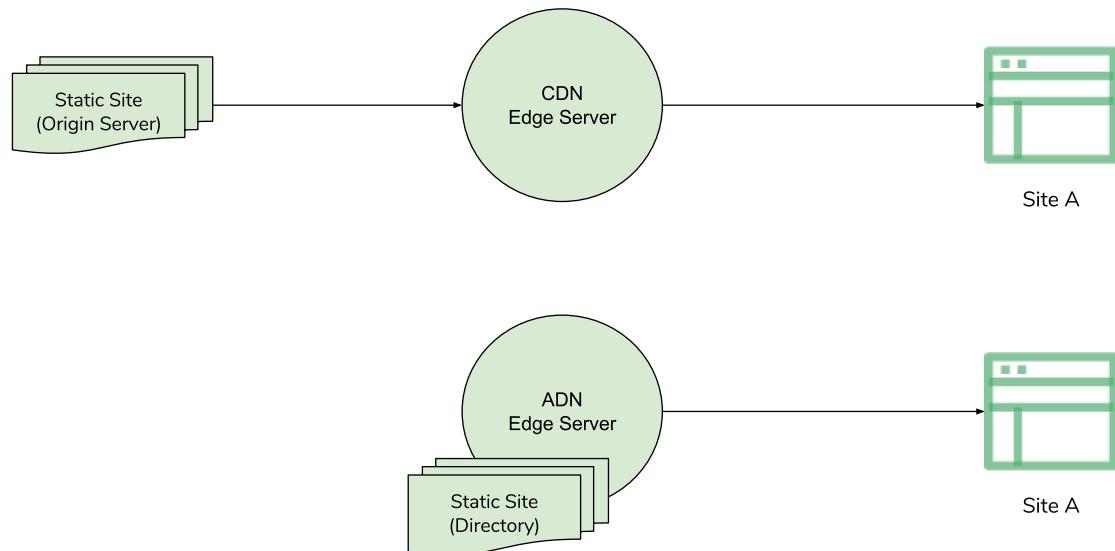 Static Site
(Origin Server)
CDN
Edge Server
Site A
ADN
Edge Server
Static Site
(Directory)
Site A